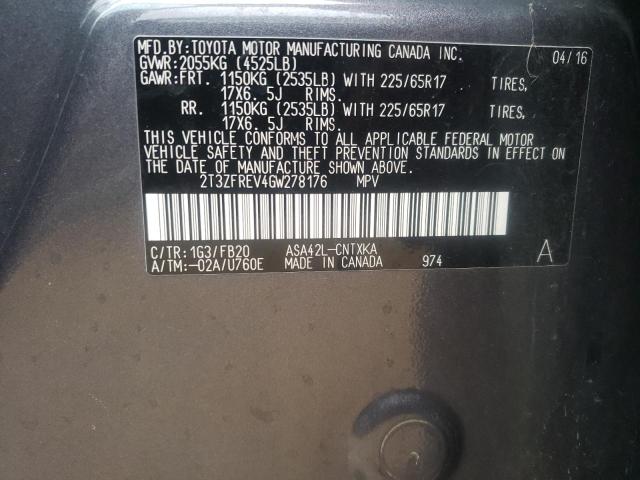 MFD.BY:TOYOTA MOTOR MANUFACTURING CANADA INC. 04/16
GVWR:2055KG (4525LB)
GAWR:FRT. 1150KG (2535LB) WITH 225/65R17 TIRES,
17X6. 5J RIMS.
RR. 1150KG (2535LB) WITH 225/65R17 TIRES,
17X6. 5J RIMS.
THIS VEHICLE CONFORMS TO ALL APPLICABLE FEDERAL MOTOR
VEHICLE SAFETY AND THEFT PREVENTION STANDARDS IN EFFECT ON
THE DATE OF MANUFACTURE SHOWN ABOVE.
2T3ZFREV4GW278176 MPV
C/TR:1G3/FB20 ASA42L-CNTXKA A
A/TM:-02A/U760E MADE IN CANADA 974